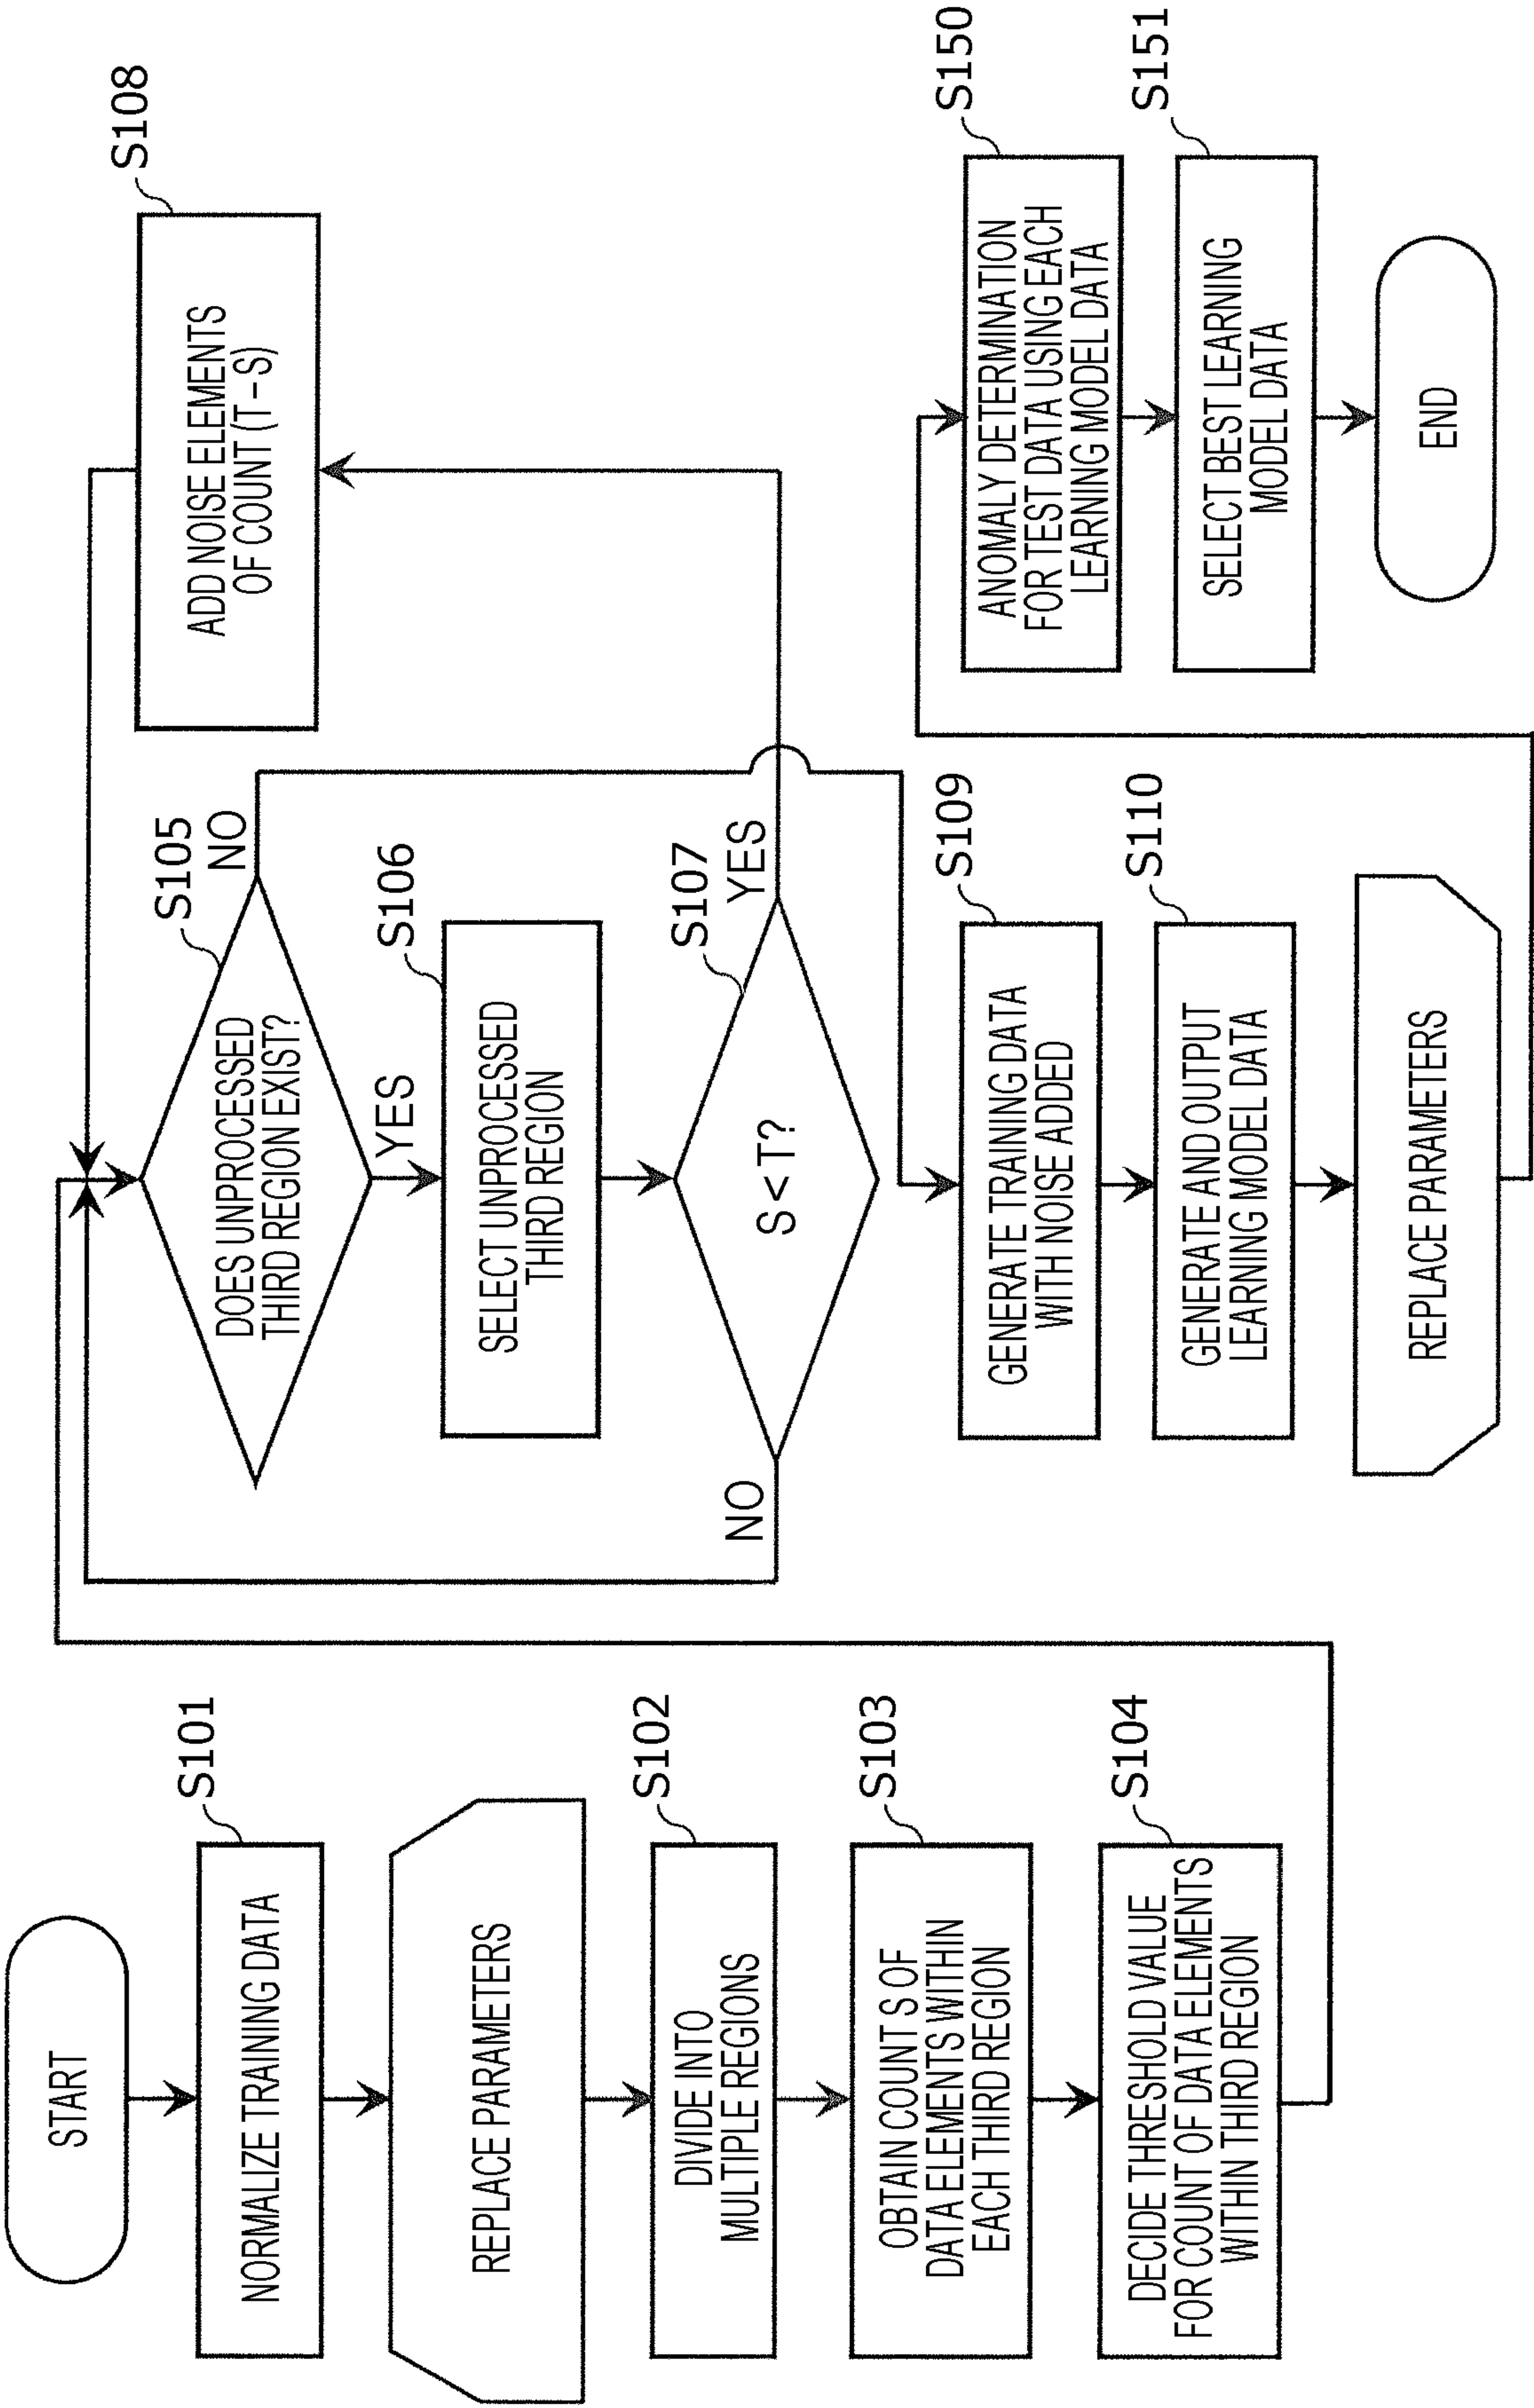 START
S101
NORMALIZE TRAINING DATA
REPLACE PARAMETERS
S102
DIVIDE INTO
MULTIPLE REGIONS
S103
OBTAIN COUNT S OF
DATA ELEMENTS WITHIN
EACH THIRD REGION
S104
DECIDE THRESHOLD VALUE
FOR COUNT OF DATA ELEMENTS
WITHIN THIRD REGION
S105
DOES UNPROCESSED
THIRD REGION EXIST?
NO
YES
S106
SELECT UNPROCESSED
THIRD REGION
S107
S < T?
NO
YES
S108
ADD NOISE ELEMENTS
OF COUNT (T – S)
S109
GENERATE TRAINING DATA
WITH NOISE ADDED
S110
GENERATE AND OUTPUT
LEARNING MODEL DATA
REPLACE PARAMETERS
S150
ANOMALY DETERMINATION
FOR TEST DATA USING EACH
LEARNING MODEL DATA
S151
SELECT BEST LEARNING
MODEL DATA
END